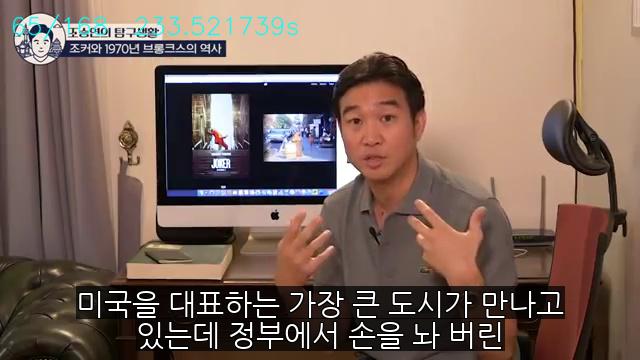 65/168 233.521739s
조승연의 탐구생활
조커와 1970년 브롱크스의 역사
JOKER
미국을 대표하는 가장 큰 도시가 만나고
있는데 정부에서 손을 놔 버린